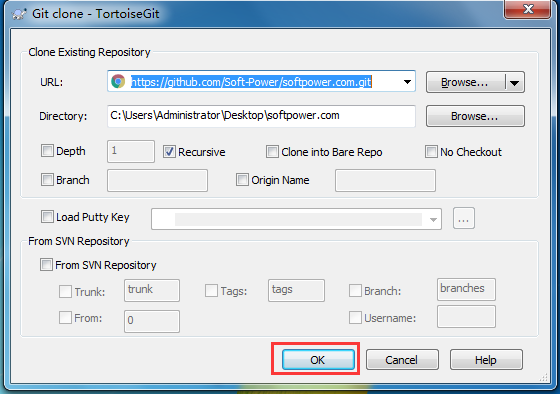 Git clone - TortoiseGit
Clone Existing Repository
URL: https://github.com/Soft-Power/softpower.com.git Browse...
Directory: C:\Users\Administrator\Desktop\softpower.com Browse...
Depth 1 Recursive Clone into Bare Repo No Checkout
Branch Origin Name
Load Putty Key ...
From SVN Repository
From SVN Repository
Trunk: trunk Tags: tags Branch: branches
From: 0 Username:
OK Cancel Help